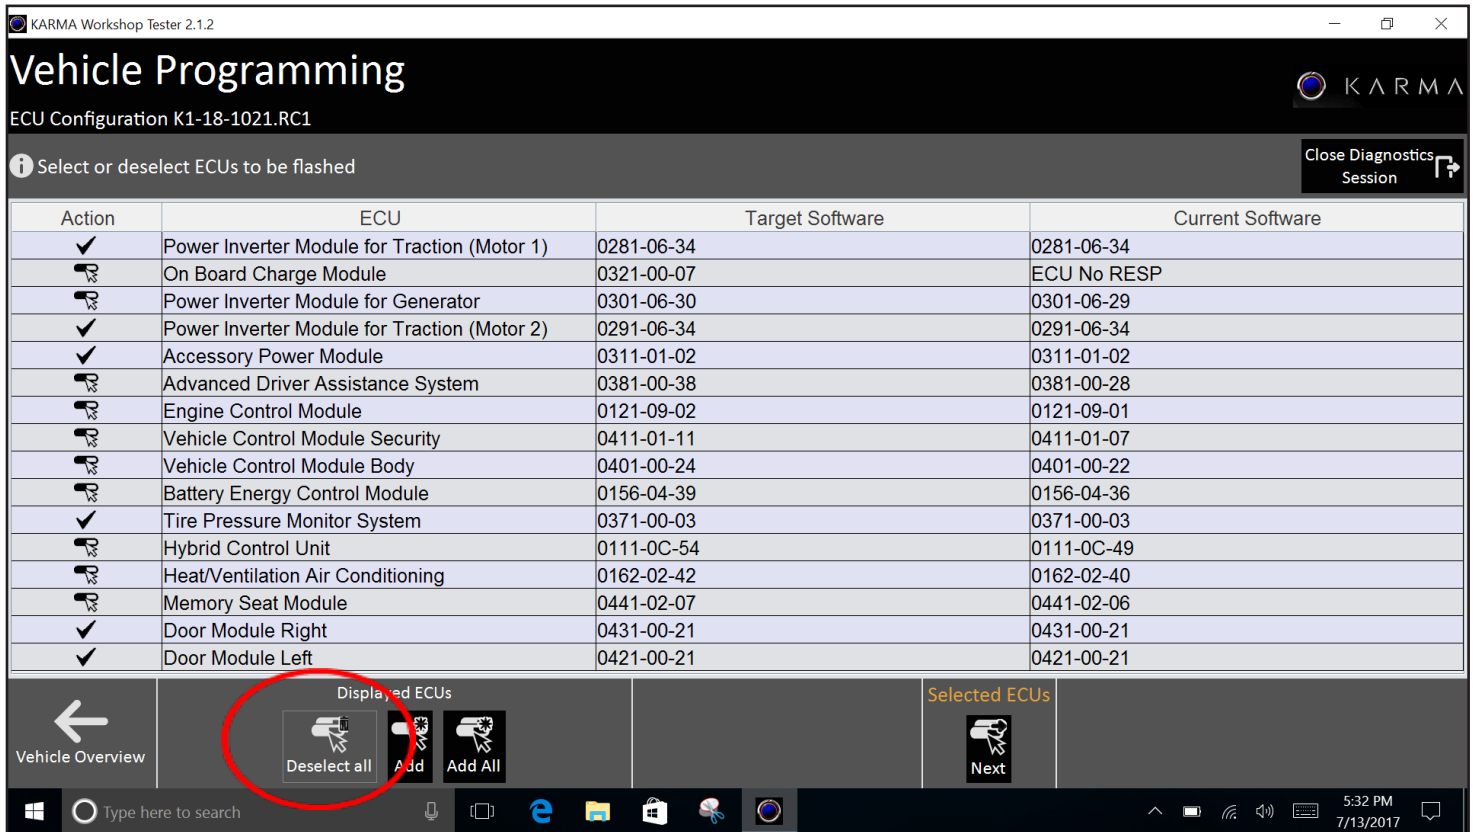 KARMA Workshop Tester 2.1.2
Vehicle Programming
KARMA
ECU Configuration K1-18-1021.RC1
Select or deselect ECUs to be flashed
Close Diagnostics
Session
Action ECU Target Software Current Software
Power Inverter Module for Traction (Motor 1) 0281-06-34 0281-06-34
On Board Charge Module 0321-00-07 ECU No RESP
Power Inverter Module for Generator 0301-06-30 0301-06-29
Power Inverter Module for Traction (Motor 2) 0291-06-34 0291-06-34
Accessory Power Module 0311-01-02 0311-01-02
Advanced Driver Assistance System 0381-00-38 0381-00-28
Engine Control Module 0121-09-02 0121-09-01
Vehicle Control Module Security 0411-01-11 0411-01-07
Vehicle Control Module Body 0401-00-24 0401-00-22
Battery Energy Control Module 0156-04-39 0156-04-36
Tire Pressure Monitor System 0371-00-03 0371-00-03
Hybrid Control Unit 0111-0C-54 0111-0C-49
Heat/Ventilation Air Conditioning 0162-02-42 0162-02-40
Memory Seat Module 0441-02-07 0441-02-06
Door Module Right 0431-00-21 0431-00-21
Door Module Left 0421-00-21 0421-00-21
Displayed ECUs Selected ECUs
Vehicle Overview Deselect all Add Add All Next
Type here to search
5:32 PM
7/13/2017